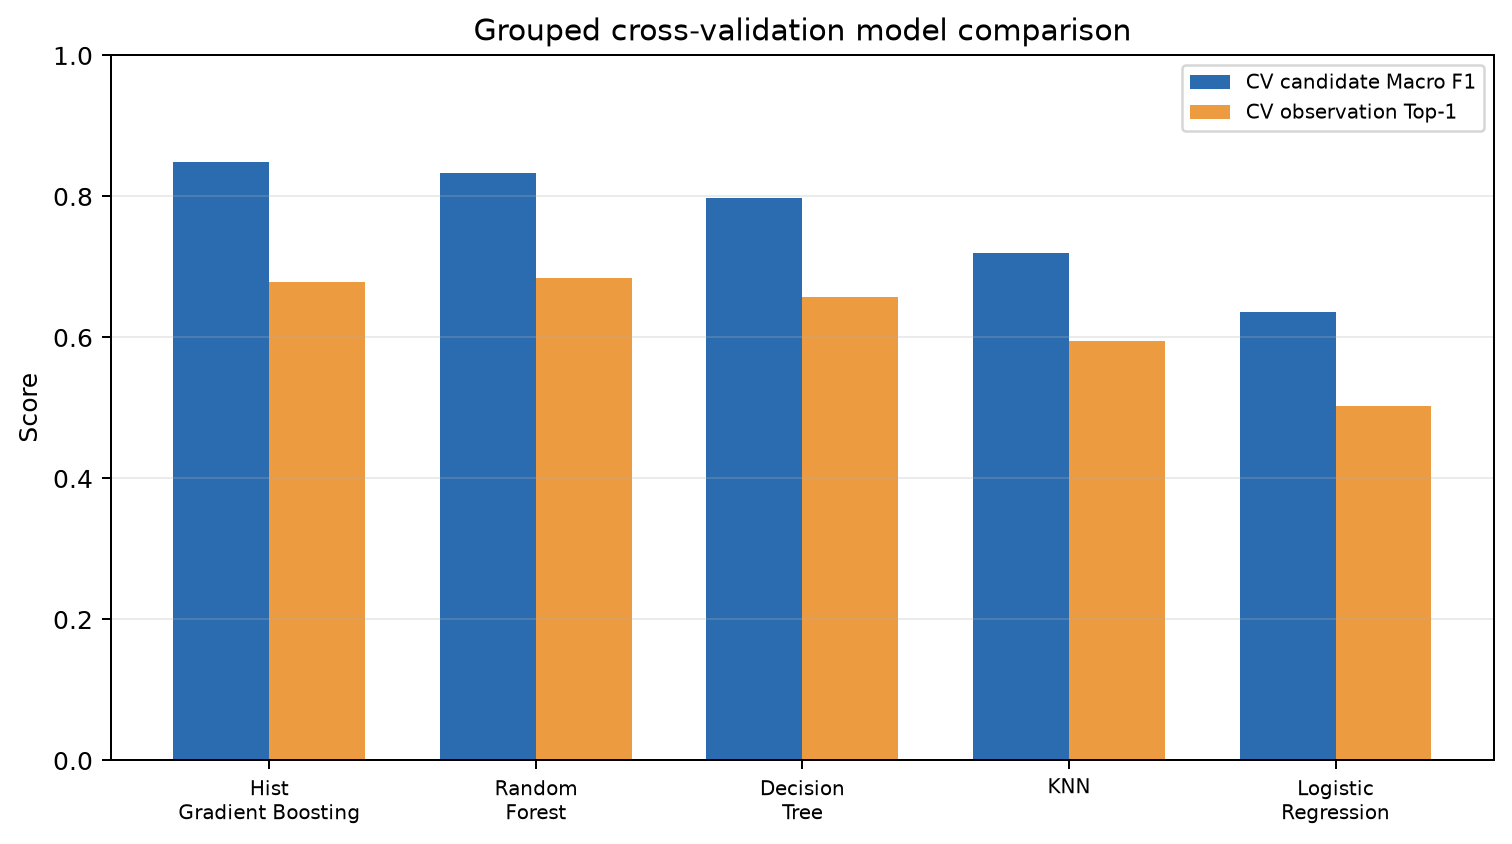 Grouped cross-validation model comparison
CV candidate Macro F1
CV observation Top-1
Score
1.0
0.8
0.6
0.4
0.2
0.0
Hist
Gradient Boosting
Random
Forest
Decision
Tree
KNN
Logistic
Regression